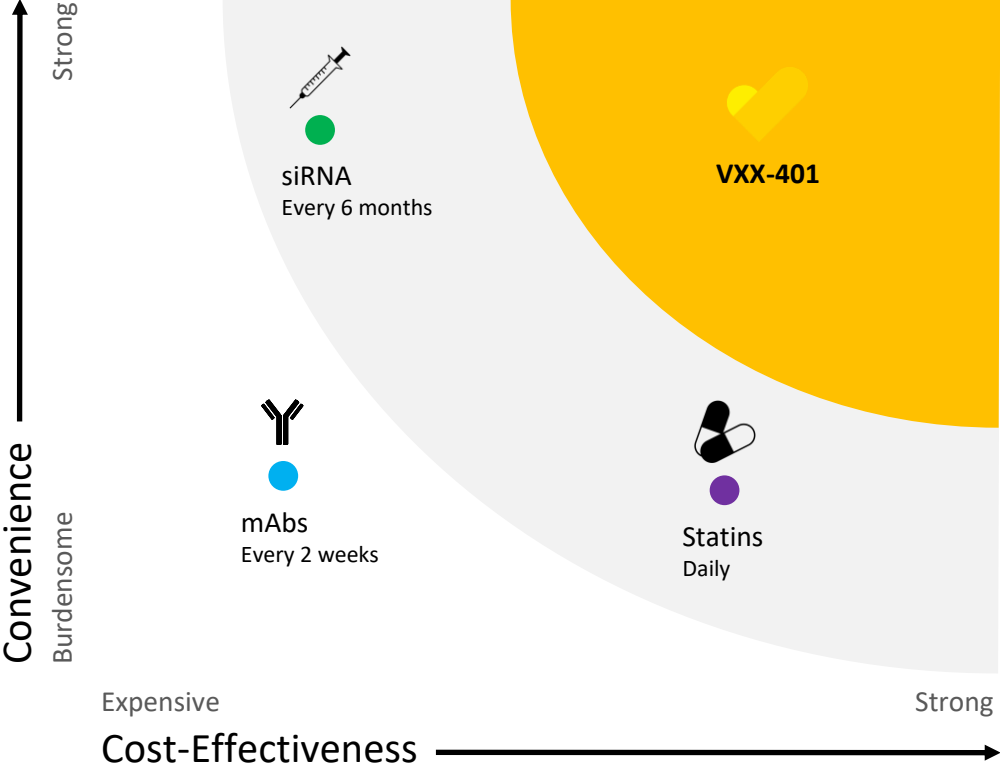 Strong
siRNA
Every 6 months
VXX-401
Convenience
Burdensome
mAbs
Every 2 weeks
Statins
Daily
Expensive
Strong
Cost-Effectiveness